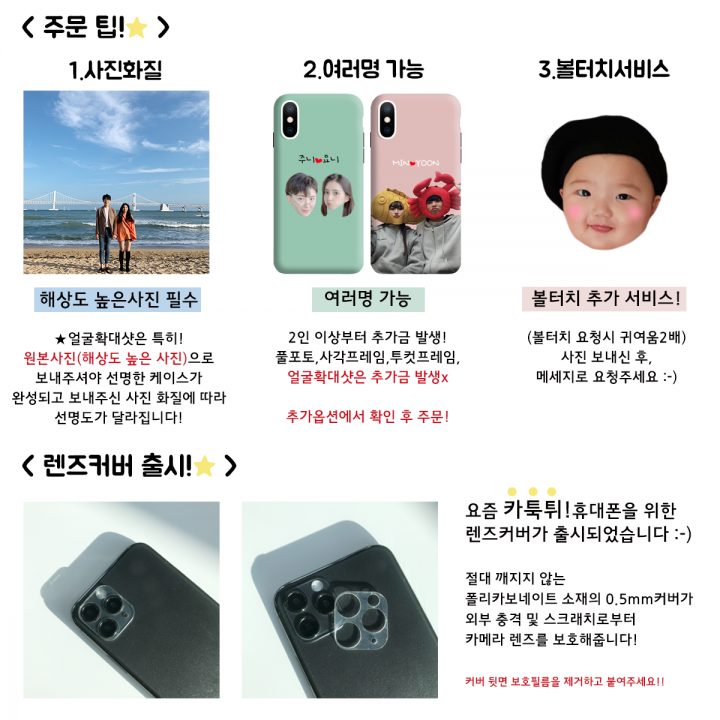 < 주문 팁! >
1.사진화질
2.여러명 가능
3.볼터치서비스
주니♥요니
MIN♥YOON
해상도 높은사진 필수
여러명 가능
볼터치 추가 서비스!
★얼굴확대샷은 특히!
원본사진(해상도 높은 사진)으로
보내주셔야 선명한 케이스가
완성되고 보내주신 사진 화질에 따라
선명도가 달라집니다!
2인 이상부터 추가금 발생!
풀포토,사각프레임,투컷프레임,
얼굴확대샷은 추가금 발생x
추가옵션에서 확인 후 주문!
(볼터치 요청시 귀여움2배)
사진 보내신 후,
메세지로 요청주세요 :-)
< 렌즈커버 출시! >
요즘 카툭튀!휴대폰을 위한
렌즈커버가 출시되었습니다 :-)
절대 깨지지 않는
폴리카보네이트 소재의 0.5mm커버가
외부 충격 및 스크래치로부터
카메라 렌즈를 보호해줍니다!
커버 뒷면 보호필름을 제거하고 붙여주세요!!